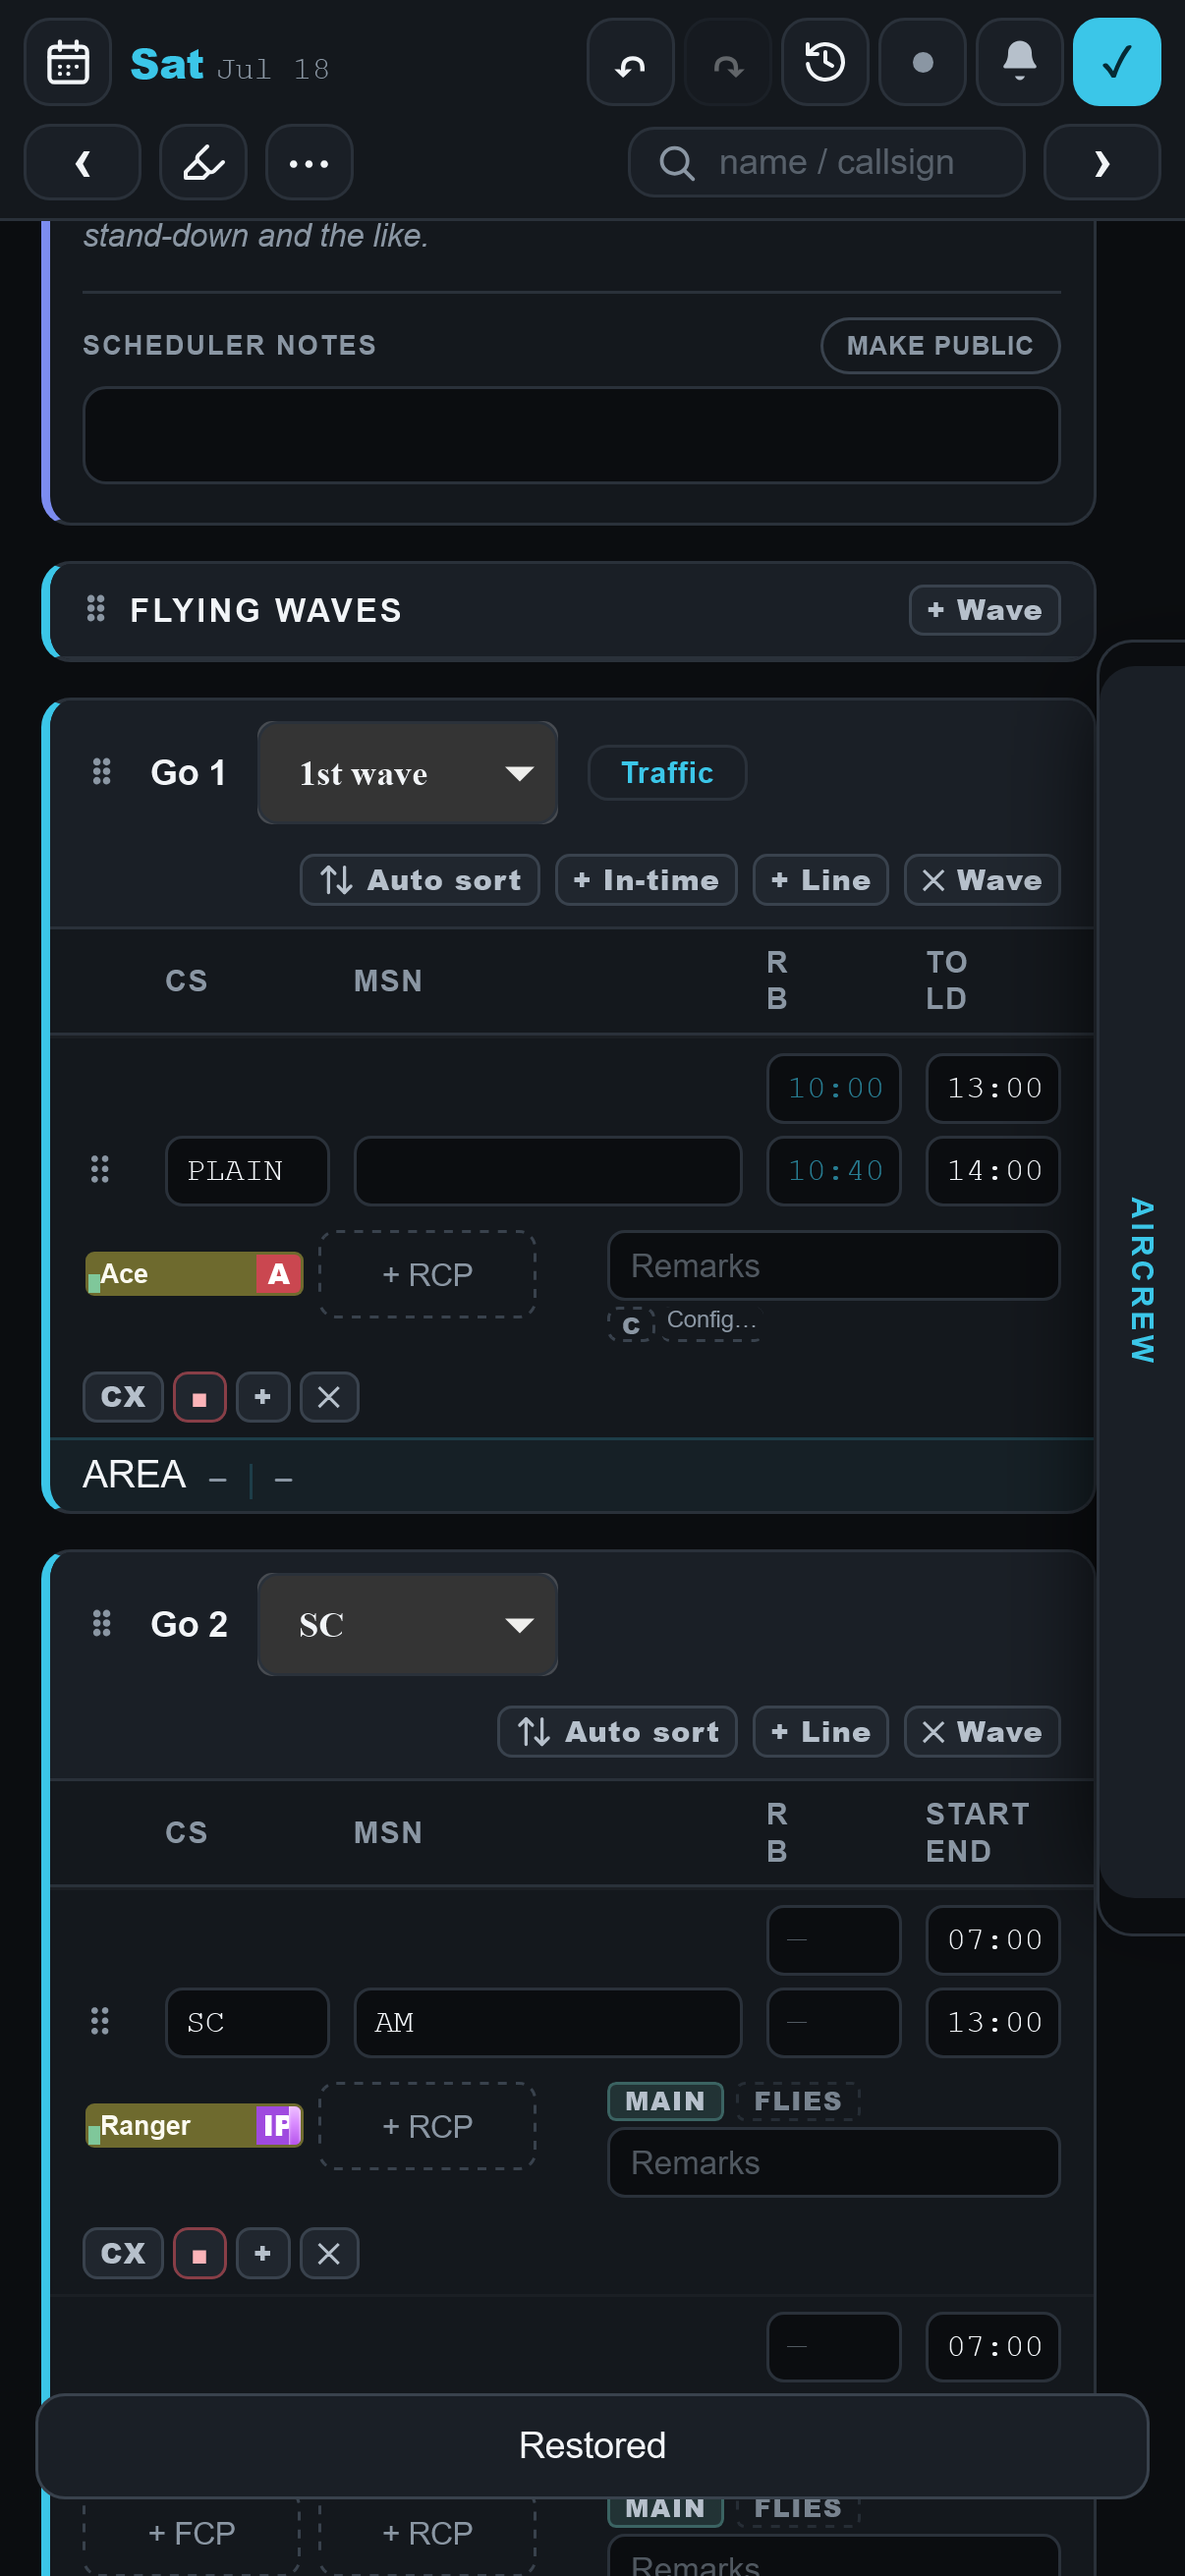 Sat Jul 18
name / callsign
stand-down and the like.
SCHEDULER NOTES
MAKE PUBLIC
FLYING WAVES
+ Wave
Go 1
1st wave
Traffic
Auto sort
+ In-time
+ Line
× Wave
CS
MSN
R
B
TO
LD
10:00
13:00
PLAIN
10:40
14:00
Ace
A
+ RCP
Remarks
C
Config…
CX
+
×
AREA – | –
Go 2
SC
Auto sort
+ Line
× Wave
CS
MSN
R
B
START
END
—
07:00
SC
AM
—
13:00
Ranger
IP
+ RCP
MAIN
FLIES
Remarks
CX
+
×
—
07:00
Restored
+ FCP
+ RCP
MAIN
FLIES
Remarks
AIRCREW